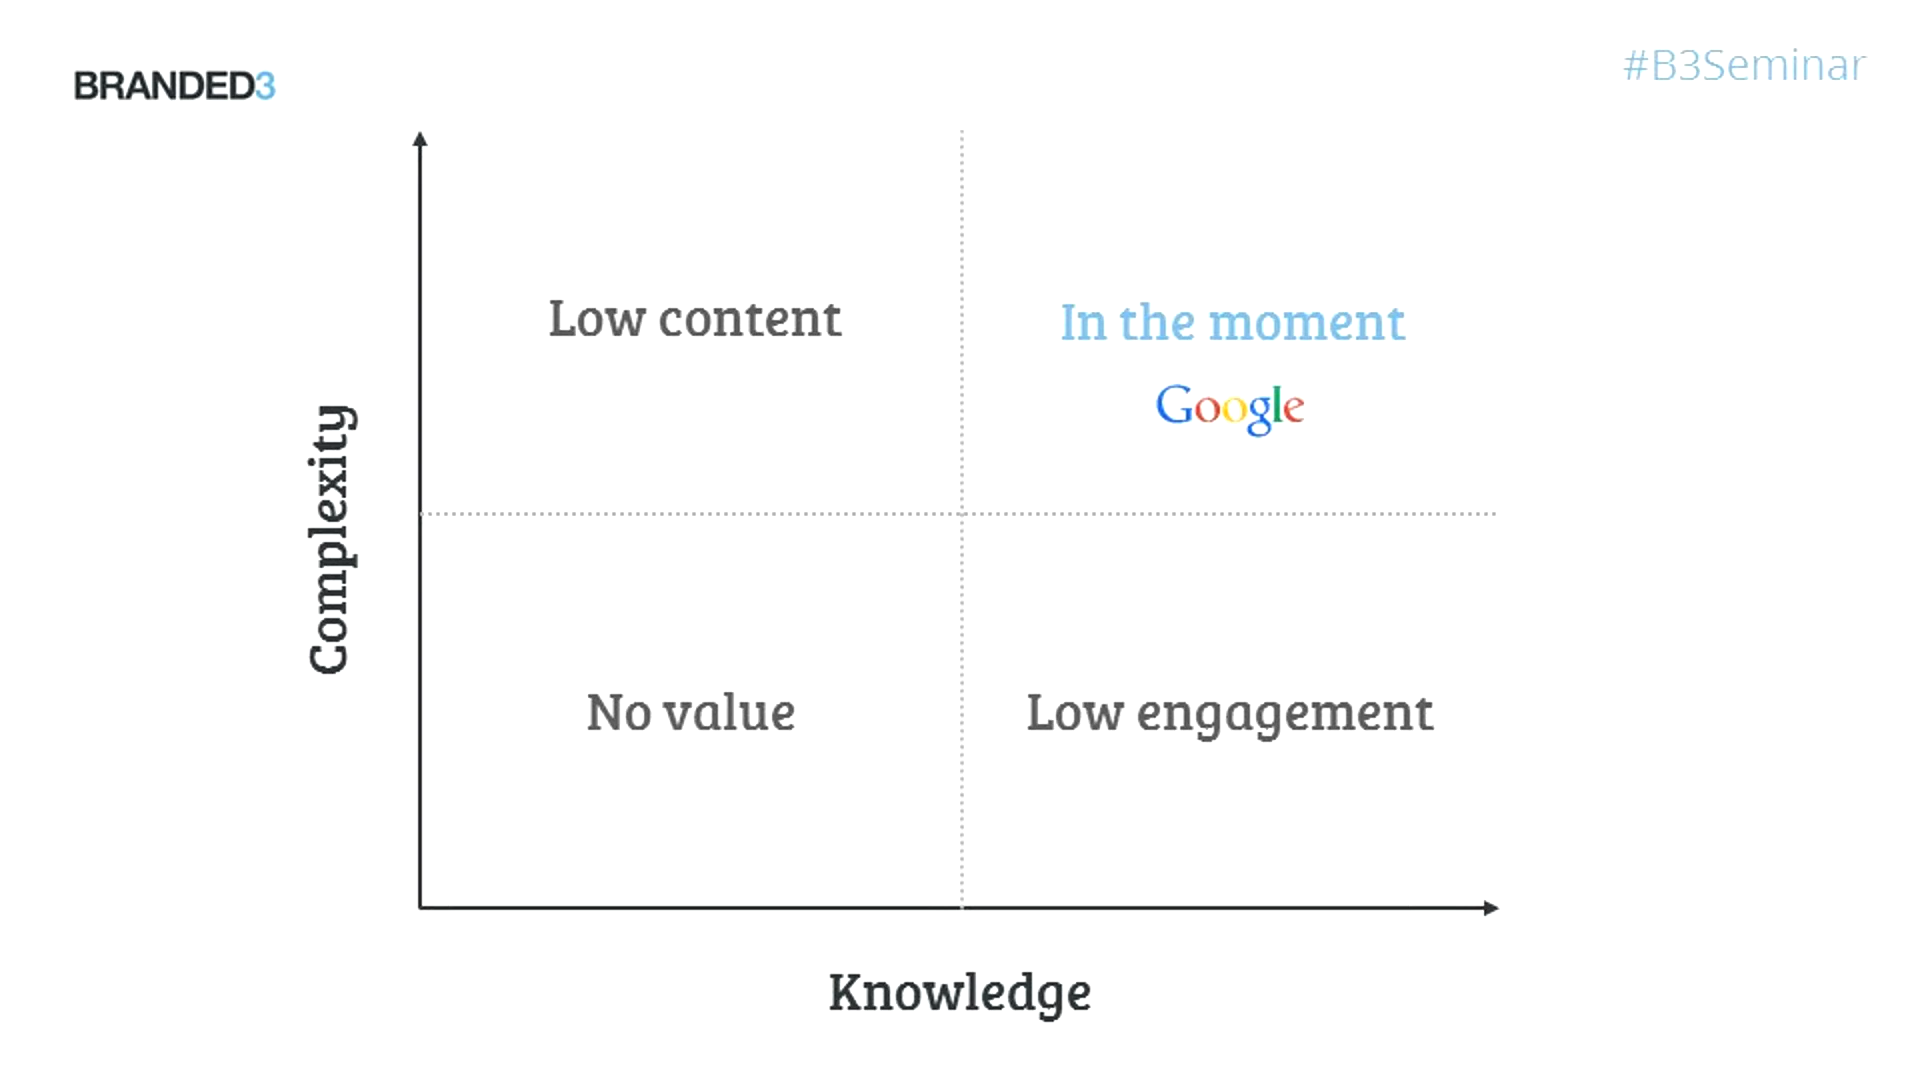 BRANDED3
#B3Seminar
Low content
In the moment
Google
Complexity
No value
Low engagement
Knowledge